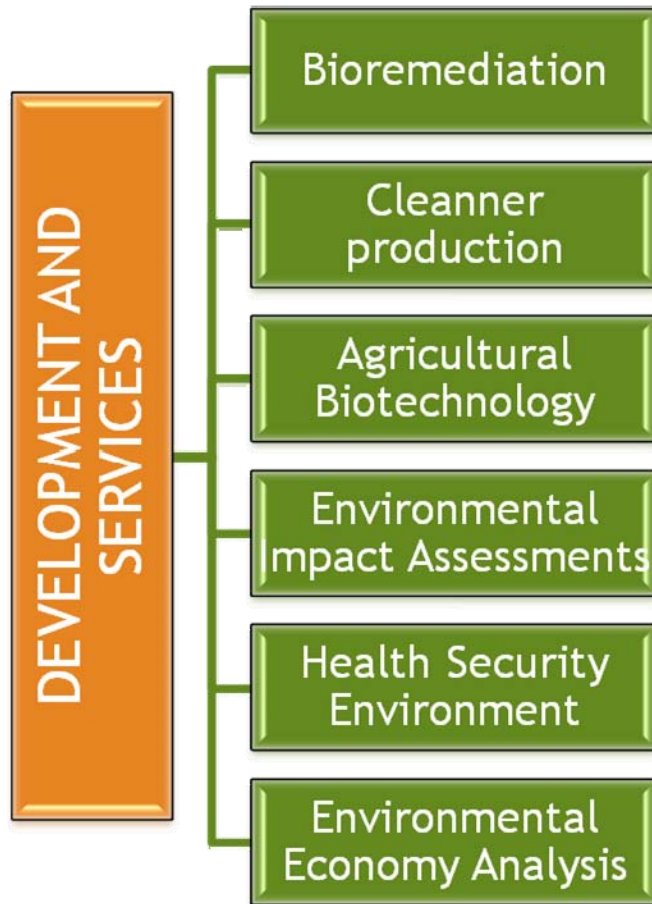 DEVELOPMENT AND
SERVICES
Bioremediation
Cleanner
production
Agricultural
Biotechnology
Environmental
Impact Assessments
Health Security
Environment
Environmental
Economy Analysis